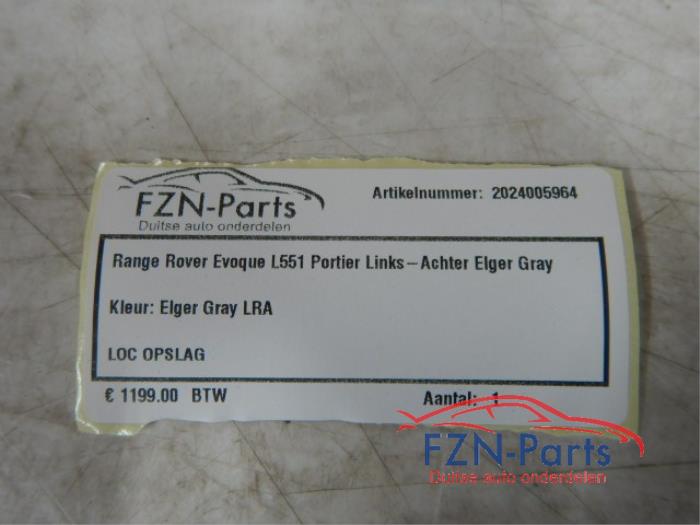 FZN-Parts
Duitse auto onderdelen
Artikelnummer: 2024005964
Range Rover Evoque L551 Portier Links-Achter Elger Gray
Kleur: Elger Gray LRA
LOC OPSLAG
€ 1199.00 BTW
Aantal: 1
FZN-Parts
Duitse auto onderdelen